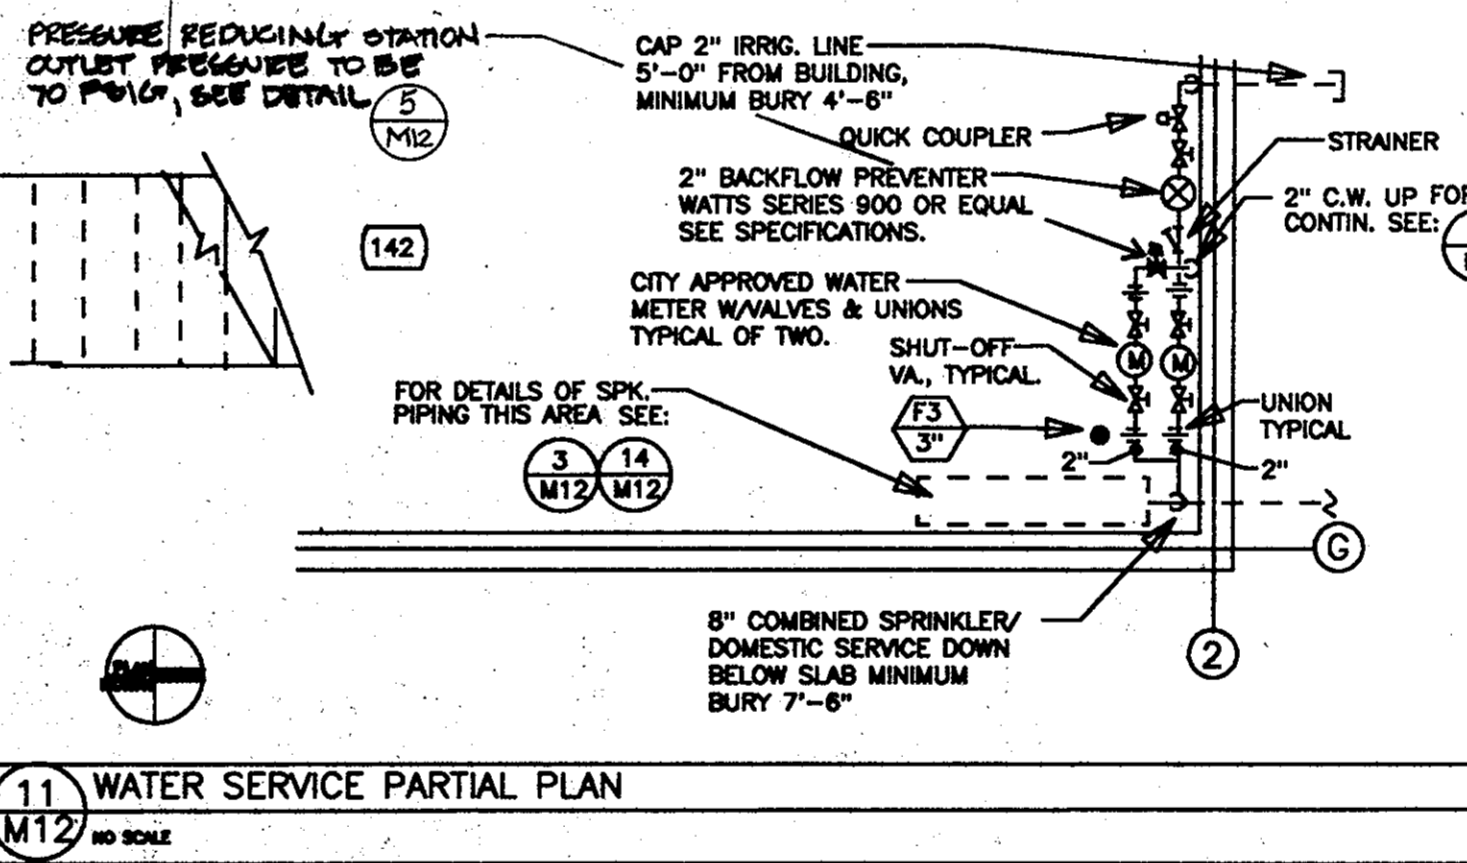 PRESSURE REDUCING STATION
OUTLET PRESSURE TO BE
70 PSIG, SEE DETAIL
5
M12
CAP 2" IRRIG. LINE
5'-0" FROM BUILDING,
MINIMUM BURY 4'-6"
QUICK COUPLER
STRAINER
2" BACKFLOW PREVENTER
WATTS SERIES 900 OR EQUAL
SEE SPECIFICATIONS.
2" C.W. UP FOR
CONTIN. SEE:
142
CITY APPROVED WATER
METER W/VALVES & UNIONS
TYPICAL OF TWO.
SHUT-OFF
VA., TYPICAL.
M
M
FOR DETAILS OF SPK.
PIPING THIS AREA SEE:
3
M12
14
M12
F3
3"
UNION
TYPICAL
2"
2"
G
8" COMBINED SPRINKLER/
DOMESTIC SERVICE DOWN
BELOW SLAB MINIMUM
BURY 7'-6"
2
11
M12
WATER SERVICE PARTIAL PLAN
NO SCALE